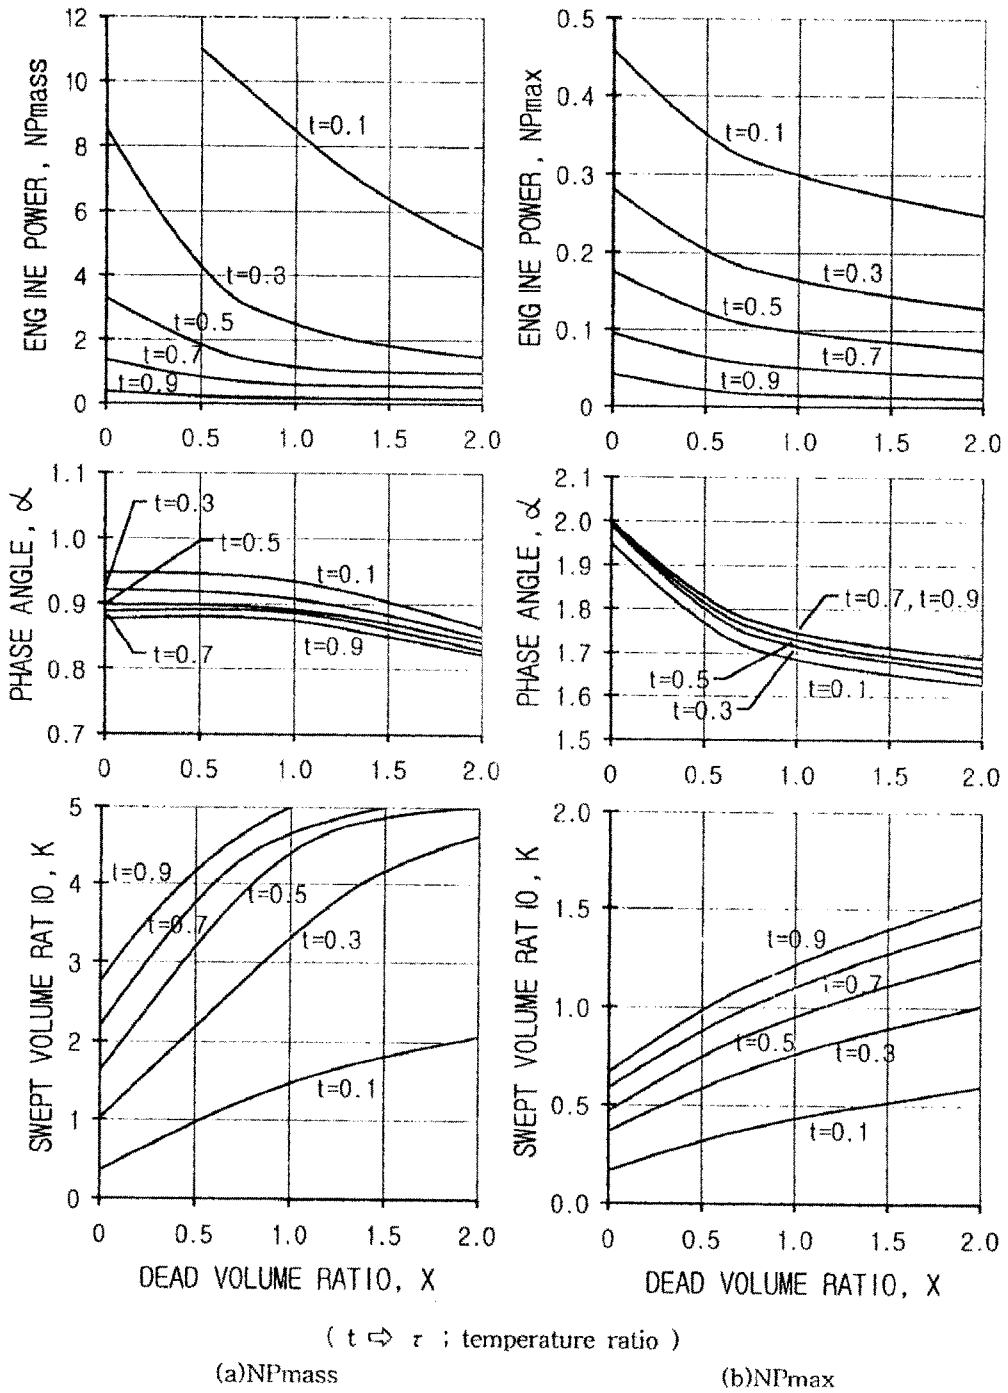 ENGINE POWER, NPmass
12
10
8
6
4
2
0
t=0.1
t=0.3
t=0.5
t=0.7
t=0.9
0 0.5 1.0 1.5 2.0
ENGINE POWER, NPmax
0.5
0.4
0.3
0.2
0.1
0
t=0.1
t=0.3
t=0.5
t=0.7
t=0.9
0 0.5 1.0 1.5 2.0
PHASE ANGLE, α
1.1
1.0
0.9
0.8
0.7
t=0.3
t=0.5
t=0.1
t=0.9
t=0.7
0 0.5 1.0 1.5 2.0
PHASE ANGLE, α
2.1
2.0
1.9
1.8
1.7
1.6
1.5
t=0.7, t=0.9
t=0.5
t=0.1
t=0.3
0 0.5 1.0 1.5 2.0
SWEPT VOLUME RATIO, K
5
4
3
2
1
0
t=0.9
t=0.5
t=0.7
t=0.3
t=0.1
0 0.5 1.0 1.5 2.0
DEAD VOLUME RATIO, X
SWEPT VOLUME RATIO, K
2.0
1.5
1.0
0.5
0.0
t=0.9
t=0.7
t=0.5
t=0.3
t=0.1
0 0.5 1.0 1.5 2.0
DEAD VOLUME RATIO, X
( t ⇨ τ ; temperature ratio )
(a)NPmass
(b)NPmax